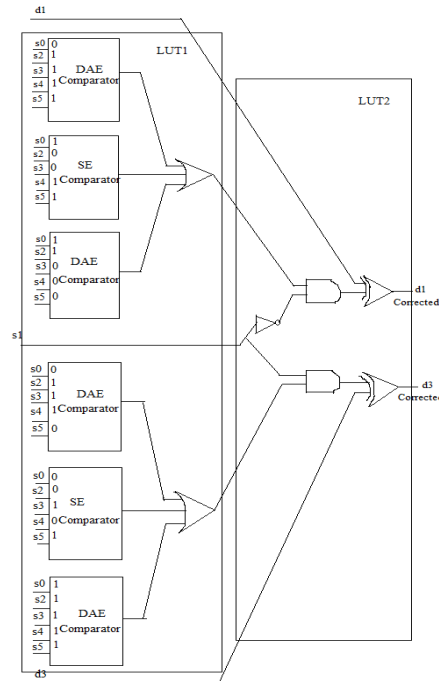 d1
LUT1
s0 0
s2 1
s3 1
s4 1
s5 1
DAE
Comparator
LUT2
s0 1
s2 0
s3 0
s4 1
s5 1
SE
Comparator
s0 1
s2 1
s3 0
s4 0
s5 0
DAE
Comparator
d1
Corrected
s1
s0 0
s2 1
s3 1
s4 1
s5 0
DAE
Comparator
d3
Corrected
s0 0
s2 0
s3 1
s4 0
s5 1
SE
Comparator
s0 1
s2 1
s3 1
s4 1
s5 1
DAE
Comparator
d3